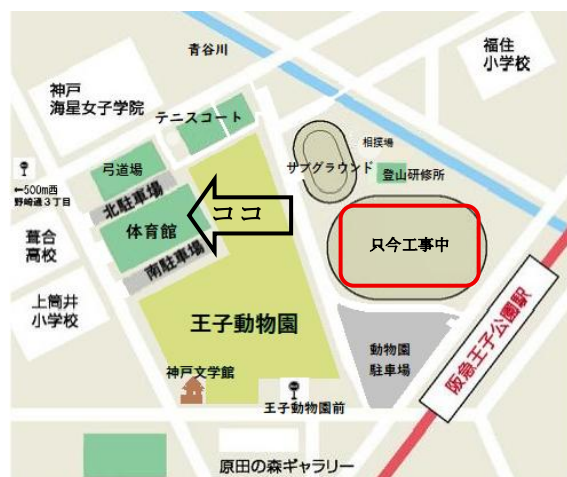 青谷川
福住
小学校
神戸
海星女子学院
テニスコート
相撲場
サブグラウンド
登山研修所
弓道場
←500m西
野崎通3丁目
北駐車場
ココ
体育館
只今工事中
葺合
高校
南駐車場
上筒井
小学校
王子動物園
阪急王子公園駅
動物園
駐車場
神戸文学館
王子動物園前
原田の森ギャラリー